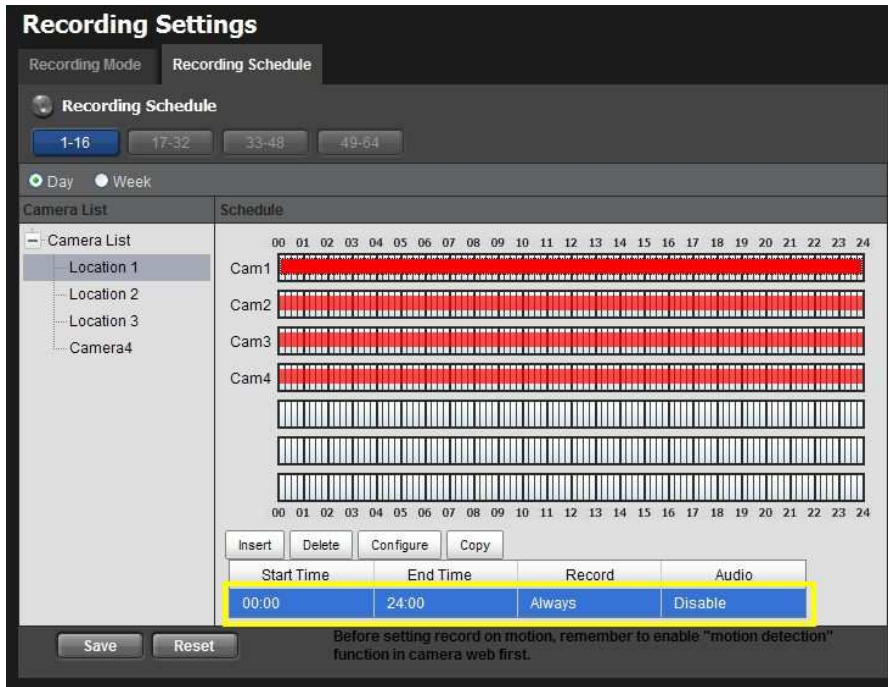 Recording Settings
Recording Mode Recording Schedule
Recording Schedule
1-16 17-32 33-48 49-64
Day Week
Camera List Schedule
Camera List
Location 1
Location 2
Location 3
Camera4
00 01 02 03 04 05 06 07 08 09 10 11 12 13 14 15 16 17 18 19 20 21 22 23 24
Cam1
Cam2
Cam3
Cam4
00 01 02 03 04 05 06 07 08 09 10 11 12 13 14 15 16 17 18 19 20 21 22 23 24
Insert Delete Configure Copy
Start Time End Time Record Audio
00:00 24:00 Always Disable
Save Reset
Before setting record on motion, remember to enable "motion detection"
function in camera web first.